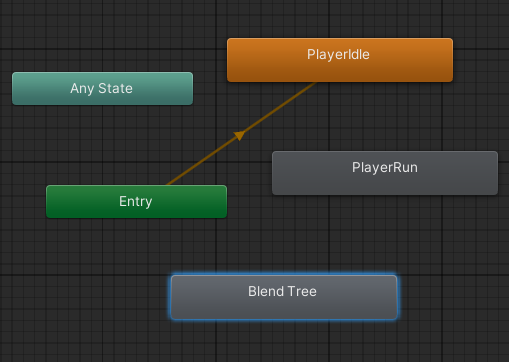 PlayerIdle
Any State
PlayerRun
Entry
Blend Tree